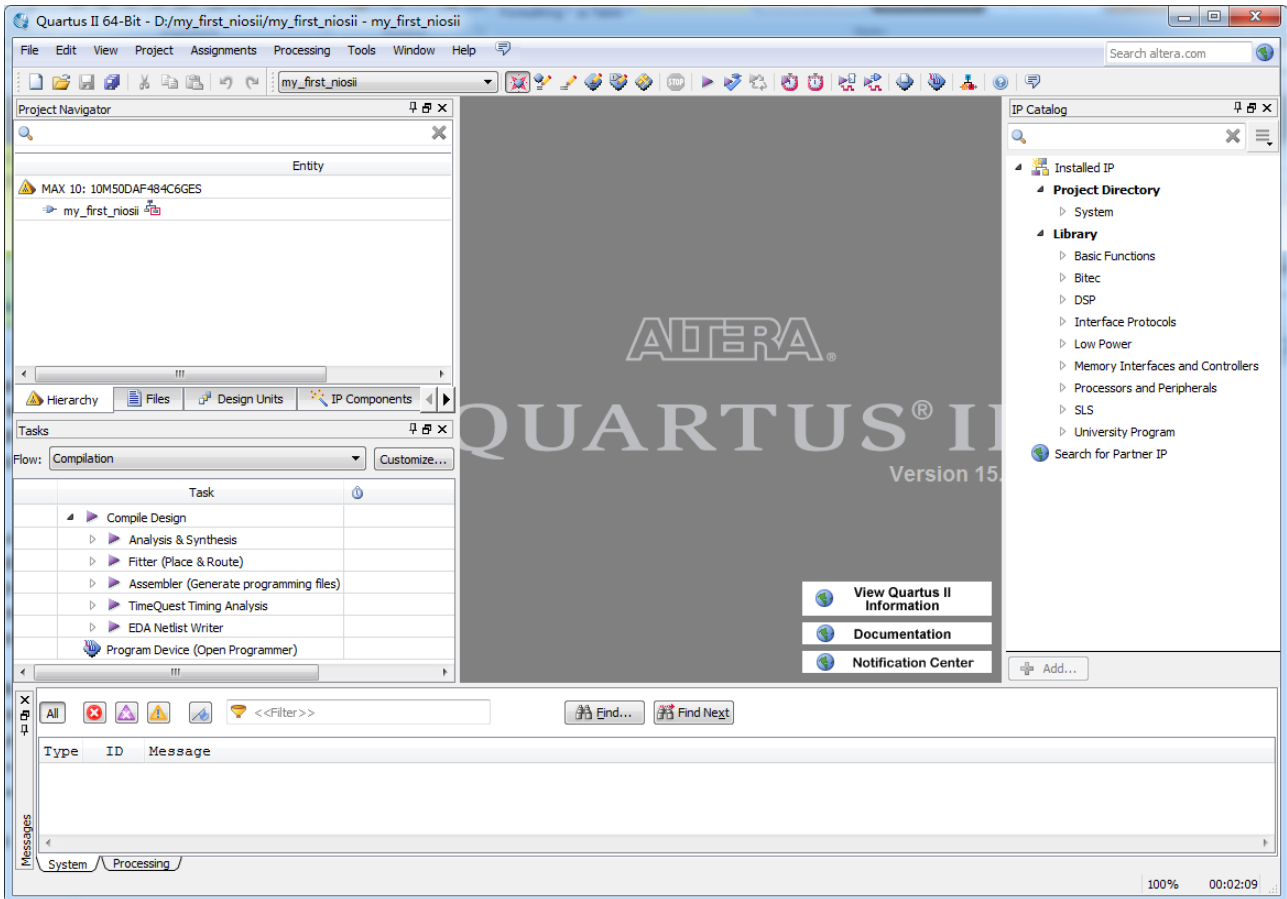 Quartus II 64-Bit - D:/my_first_niosii/my_first_niosii - my_first_niosii
File Edit View Project Assignments Processing Tools Window Help
Search altera.com
my_first_niosii
STOP
Project Navigator
Entity
MAX 10: 10M50DAF484C6GES
my_first_niosii
Hierarchy Files Design Units IP Components
Tasks
Flow: Compilation Customize...
Task
Compile Design
Analysis & Synthesis
Fitter (Place & Route)
Assembler (Generate programming files)
TimeQuest Timing Analysis
EDA Netlist Writer
Program Device (Open Programmer)
ALTERA®
QUARTUS® II
Version 15.
View Quartus II
Information
Documentation
Notification Center
IP Catalog
Installed IP
Project Directory
System
Library
Basic Functions
Bitec
DSP
Interface Protocols
Low Power
Memory Interfaces and Controllers
Processors and Peripherals
SLS
University Program
Search for Partner IP
Add...
All <<Filter>> Find... Find Next
Type ID Message
Messages
System Processing
100% 00:02:09